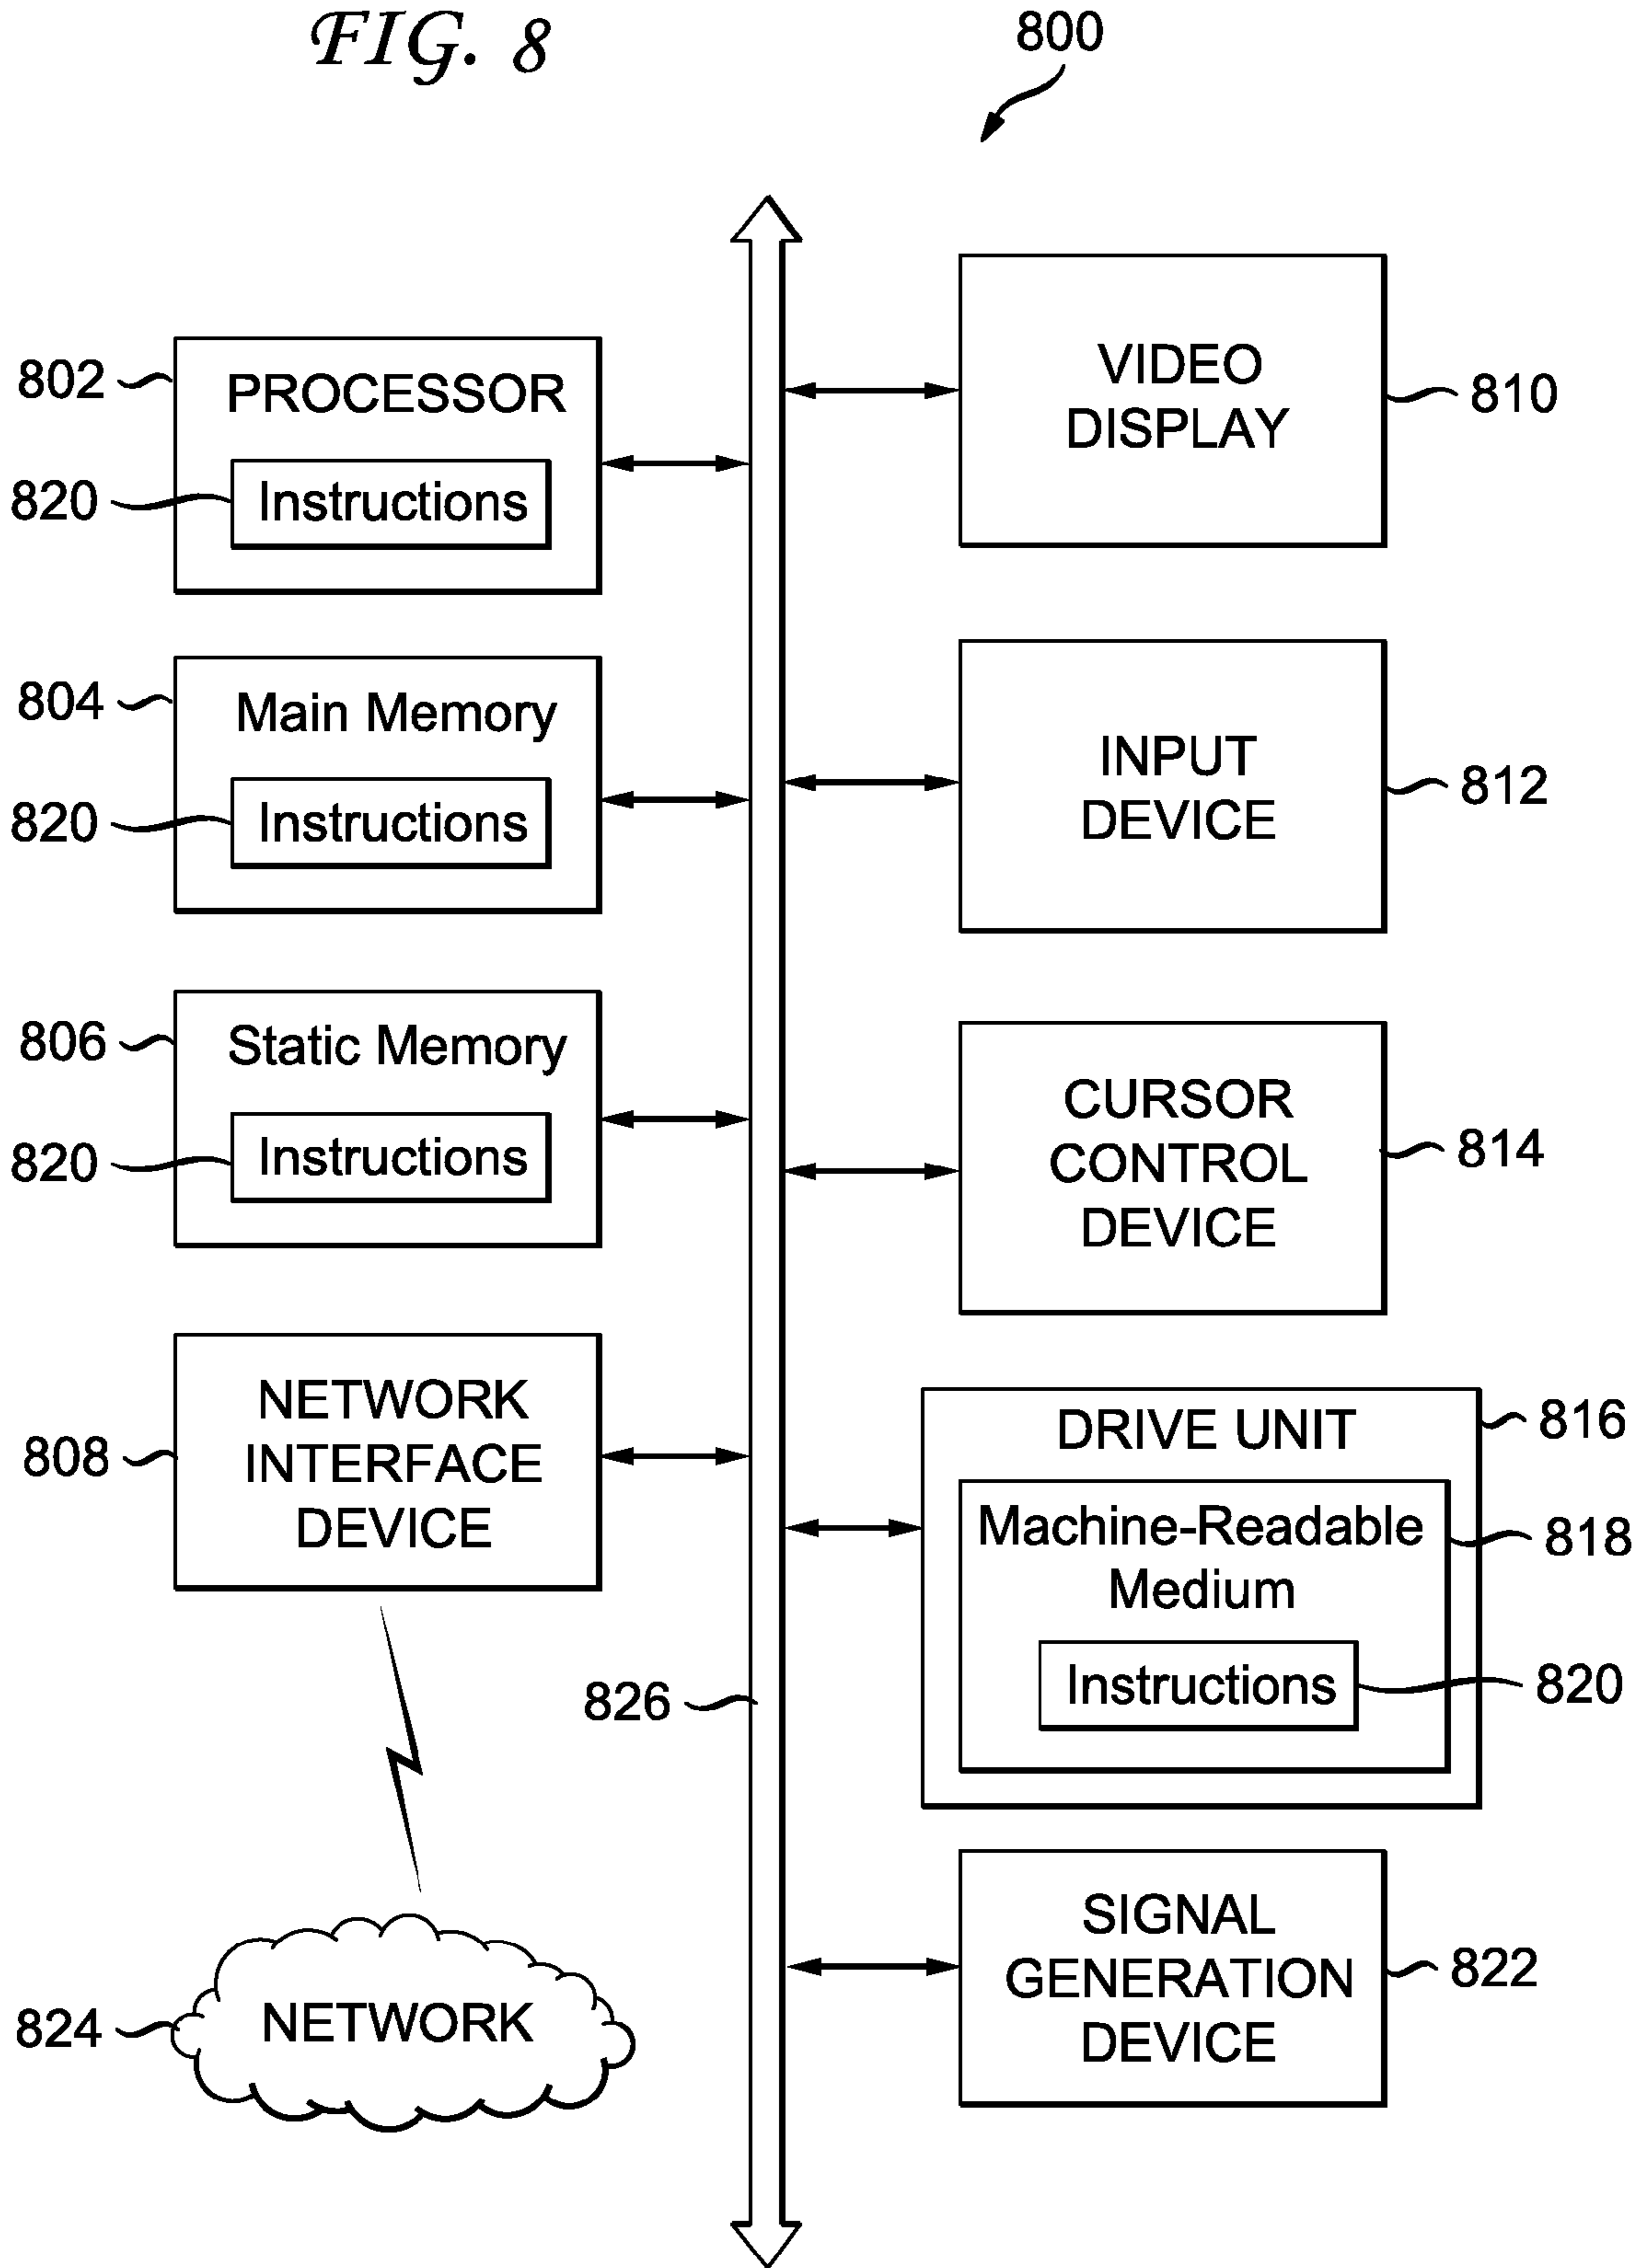 FIG. 8
800
802
PROCESSOR
820
Instructions
804
Main Memory
820
Instructions
806
Static Memory
820
Instructions
808
NETWORK
INTERFACE
DEVICE
824
NETWORK
826
VIDEO
DISPLAY
810
INPUT
DEVICE
812
CURSOR
CONTROL
DEVICE
814
DRIVE UNIT
816
Machine-Readable
Medium
818
Instructions
820
SIGNAL
GENERATION
DEVICE
822